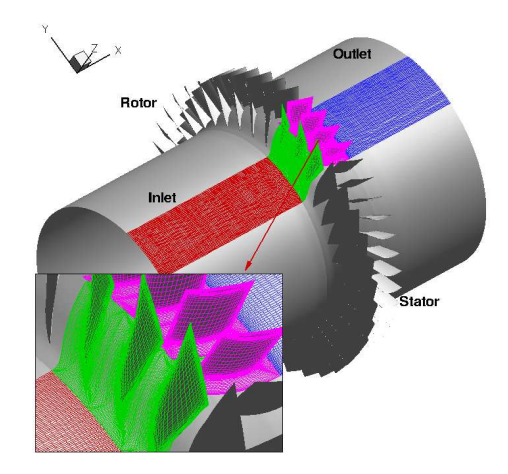 Y
Z
X
Outlet
Rotor
Inlet
Stator